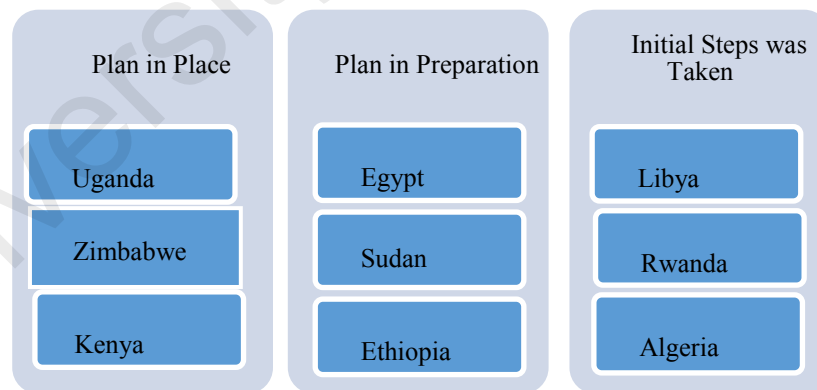 Plan in Place
Uganda
Zimbabwe
Kenya
Plan in Preparation
Egypt
Sudan
Ethiopia
Initial Steps was
Taken
Libya
Rwanda
Algeria